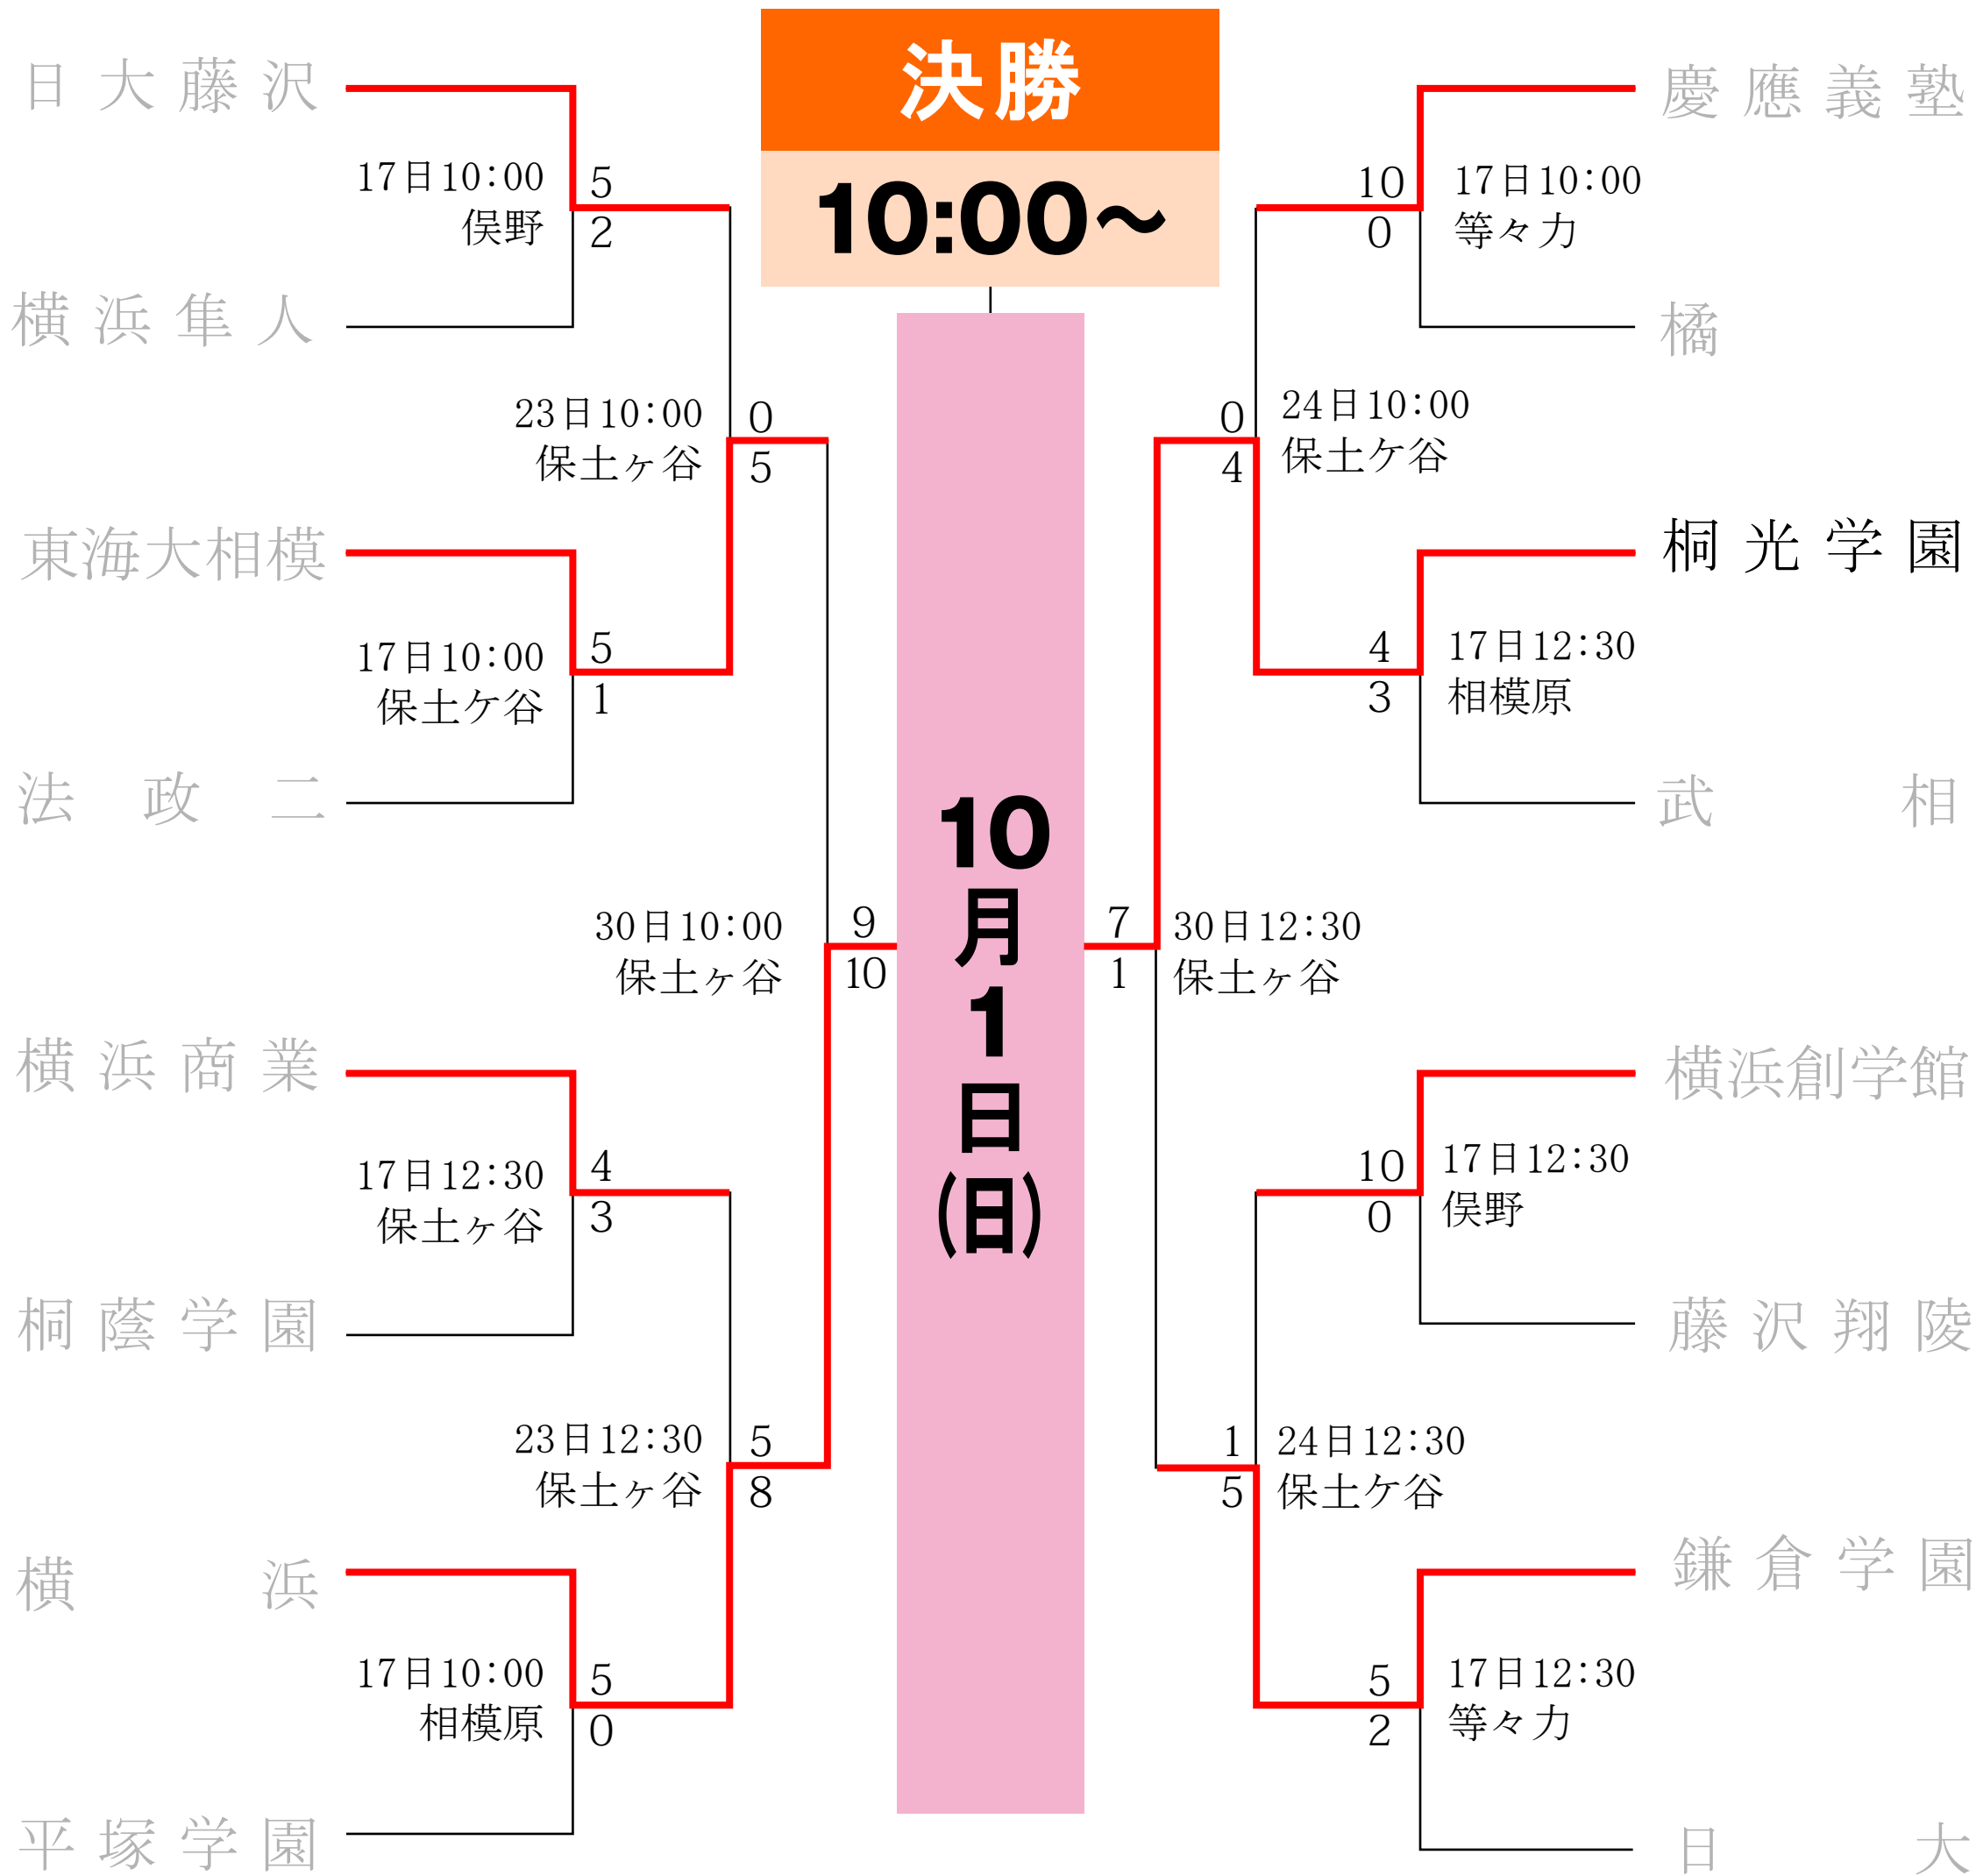 決勝
10:00～
10月1日(日)
日大藤沢
17日10:00
俣野
5
2
横浜隼人
23日10:00
保土ヶ谷
0
5
東海大相模
17日10:00
保土ケ谷
5
1
法政二
30日10:00
保土ヶ谷
9
10
横浜商業
17日12:30
保土ヶ谷
4
3
桐蔭学園
23日12:30
保土ヶ谷
5
8
横浜
17日10:00
相模原
5
0
平塚学園
慶應義塾
10
0
17日10:00
等々力
橘
0
4
24日10:00
保土ケ谷
桐光学園
4
3
17日12:30
相模原
武相
7
1
30日12:30
保土ヶ谷
横浜創学館
10
0
17日12:30
俣野
藤沢翔陵
1
5
24日12:30
保土ケ谷
鎌倉学園
5
2
17日12:30
等々力
日大